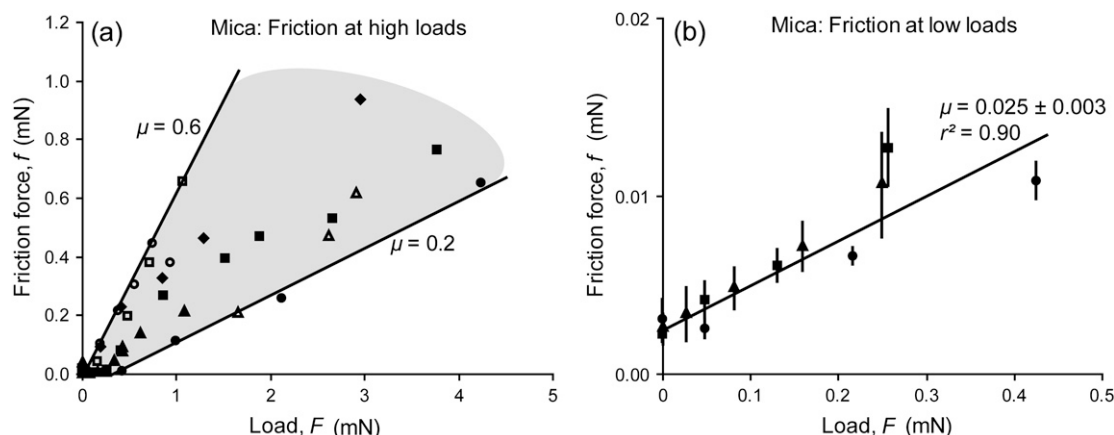 (a)
Mica: Friction at high loads
1.2
1.0
0.8
0.6
0.4
0.2
0.0
Friction force, f (mN)
μ = 0.6
μ = 0.2
0
1
2
3
4
5
Load, F (mN)
(b)
Mica: Friction at low loads
0.02
0.01
0.00
Friction force, f (mN)
μ = 0.025 ± 0.003
r² = 0.90
0.0
0.1
0.2
0.3
0.4
0.5
Load, F (mN)